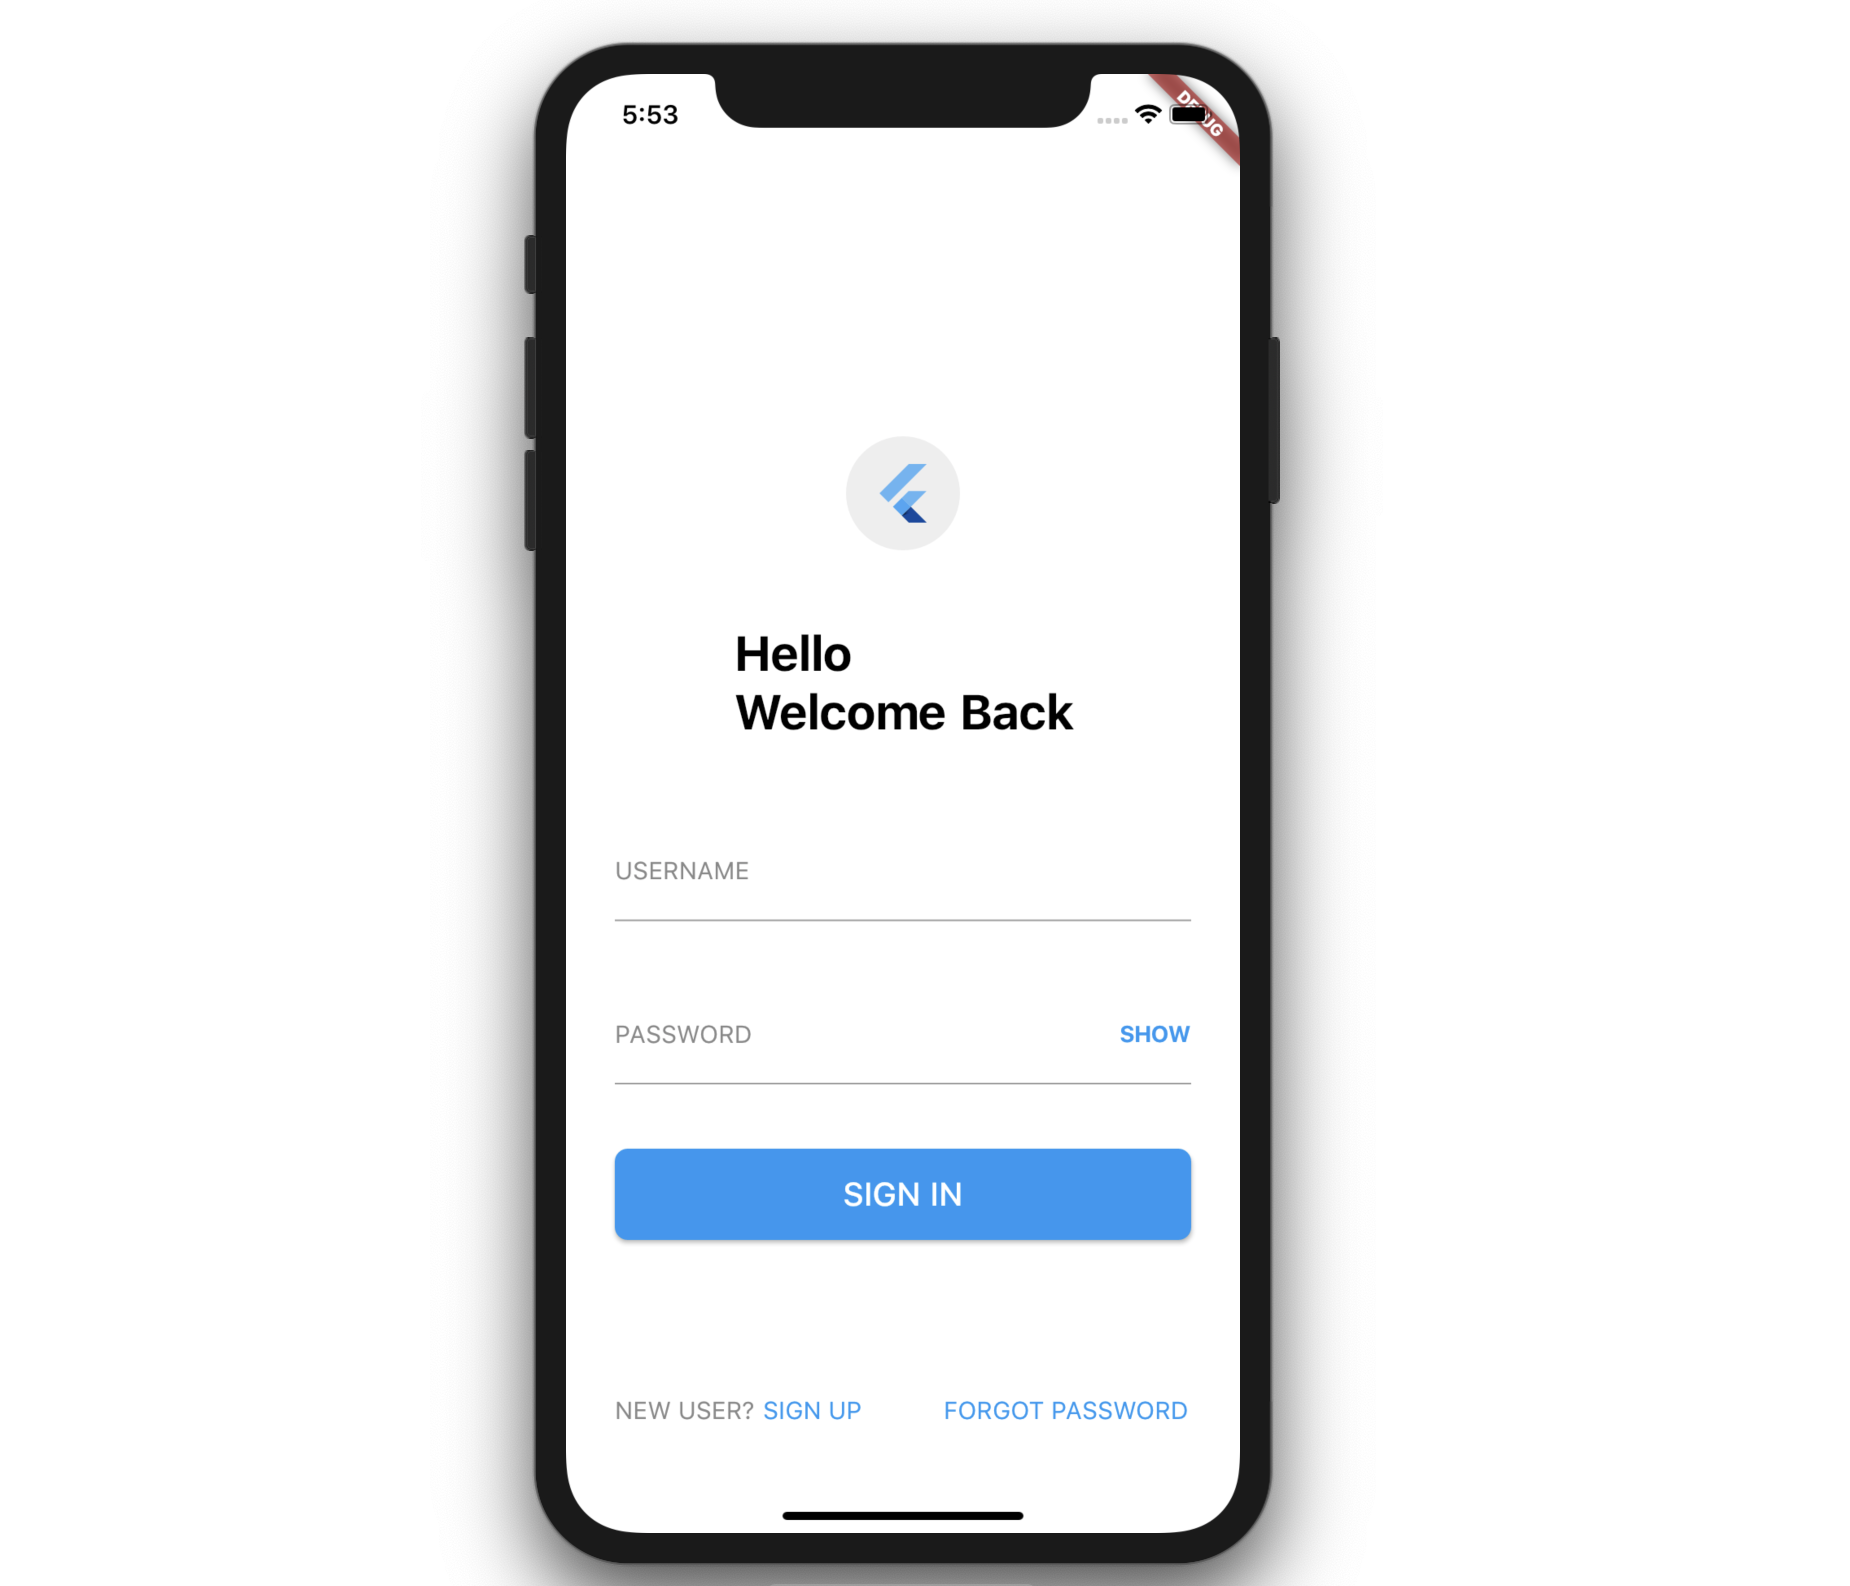 5:53
DEBUG
Hello
Welcome Back
USERNAME
PASSWORD SHOW
SIGN IN
NEW USER? SIGN UP FORGOT PASSWORD